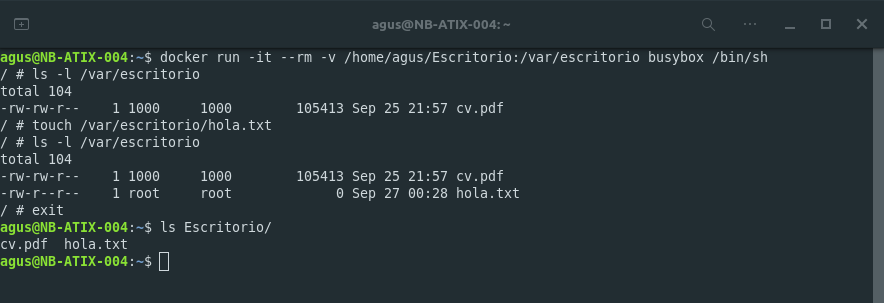 agus@NB-ATIX-004: ~
agus@NB-ATIX-004:~$ docker run -it --rm -v /home/agus/Escritorio:/var/escritorio busybox /bin/sh
/ # ls -l /var/escritorio
total 104
-rw-rw-r--    1 1000     1000        105413 Sep 25 21:57 cv.pdf
/ # touch /var/escritorio/hola.txt
/ # ls -l /var/escritorio
total 104
-rw-rw-r--    1 1000     1000        105413 Sep 25 21:57 cv.pdf
-rw-r--r--    1 root     root             0 Sep 27 00:28 hola.txt
/ # exit
agus@NB-ATIX-004:~$ ls Escritorio/
cv.pdf  hola.txt
agus@NB-ATIX-004:~$